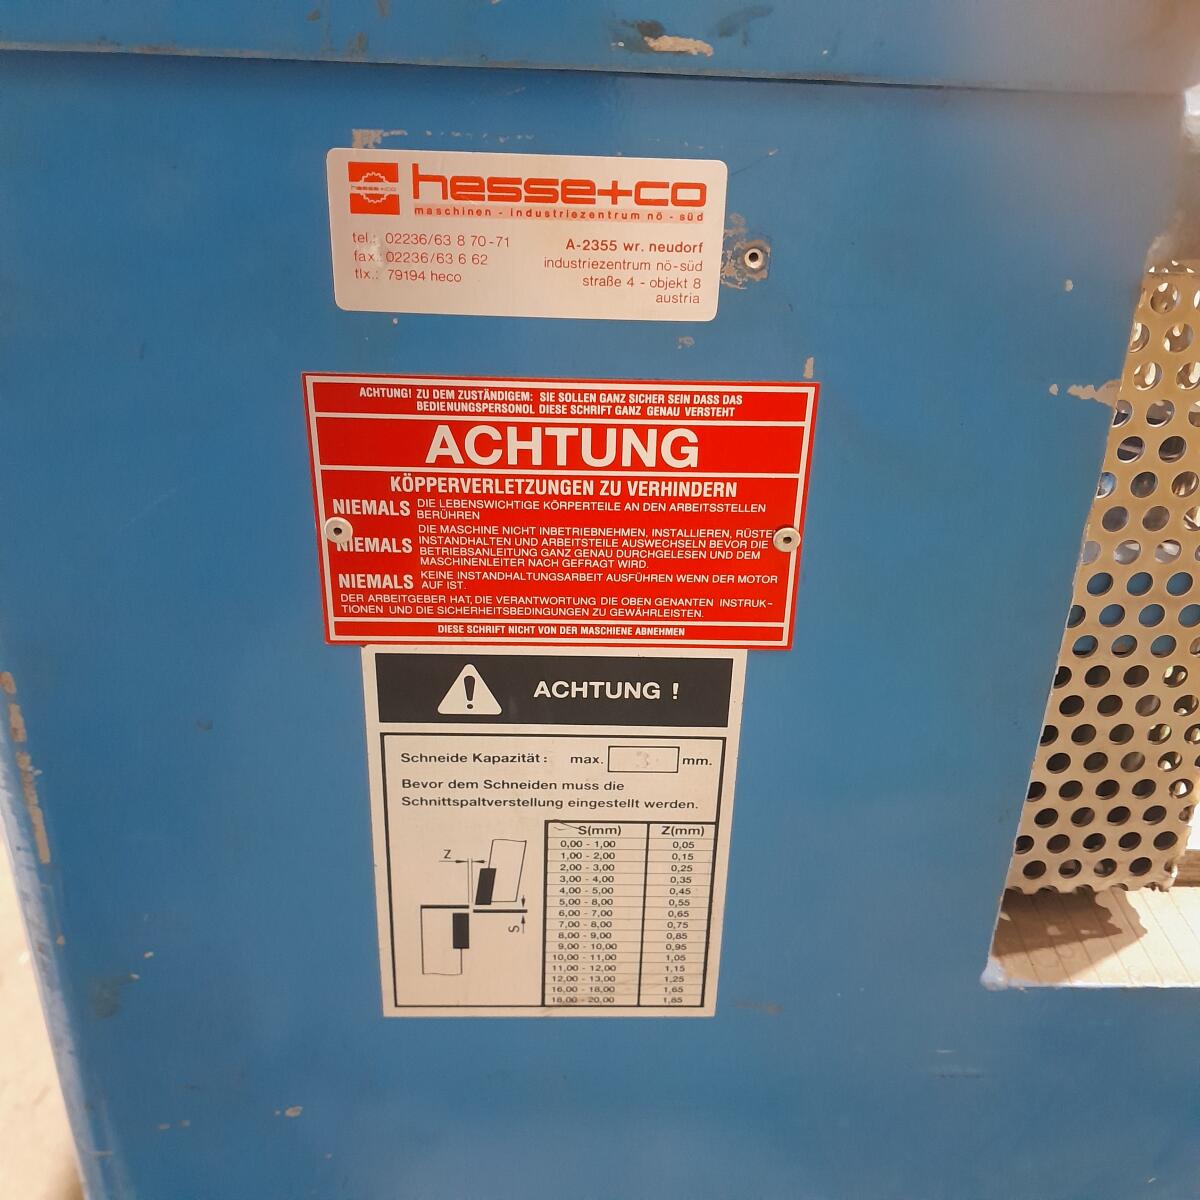 hesse+co
hesse+co
maschinen - industriezentrum nö - süd
tel.: 02236/63 8 70-71
fax.: 02236/63 6 62
tlx.: 79194 heco
A-2355 wr. neudorf
industriezentrum nö-süd
straße 4 - objekt 8
austria
ACHTUNG! ZU DEM ZUSTÄNDIGEM: SIE SOLLEN GANZ SICHER SEIN DASS DAS
BEDIENUNGSPERSONOL DIESE SCHRIFT GANZ GENAU VERSTEHT
ACHTUNG
KÖPPERVERLETZUNGEN ZU VERHINDERN
NIEMALS DIE LEBENSWICHTIGE KÖRPERTEILE AN DEN ARBEITSSTELLEN
BERÜHREN
NIEMALS DIE MASCHINE NICHT INBETRIEBNEHMEN, INSTALLIEREN, RÜSTE
INSTANDHALTEN UND ARBEITSTEILE AUSWECHSELN BEVOR DIE
BETRIEBSANLEITUNG GANZ GENAU DURCHGELESEN UND DEM
MASCHINENLEITER NACH GEFRAGT WIRD.
NIEMALS KEINE INSTANDHALTUNGSARBEIT AUSFÜHREN WENN DER MOTOR
AUF IST.
DER ARBEITGEBER HAT, DIE VERANTWORTUNG DIE OBEN GENANTEN INSTRUK-
TIONEN UND DIE SICHERHEITSBEDINGUNGEN ZU GEWÄHRLEISTEN.
DIESE SCHRIFT NICHT VON DER MASCHIENE ABNEHMEN
ACHTUNG !
Schneide Kapazität: max. 3 mm.
Bevor dem Schneiden muss die
Schnittspaltverstellung eingestellt werden.
Z
S
S(mm) Z(mm)
0,00 - 1,00 0,05
1,00 - 2,00 0,15
2,00 - 3,00 0,25
3,00 - 4,00 0,35
4,00 - 5,00 0,45
5,00 - 8,00 0,55
6,00 - 7,00 0,65
7,00 - 8,00 0,75
8,00 - 9,00 0,85
9,00 - 10,00 0,95
10,00 - 11,00 1,05
11,00 - 12,00 1,15
12,00 - 13,00 1,25
16,00 - 18,00 1,65
18,00 - 20,00 1,85